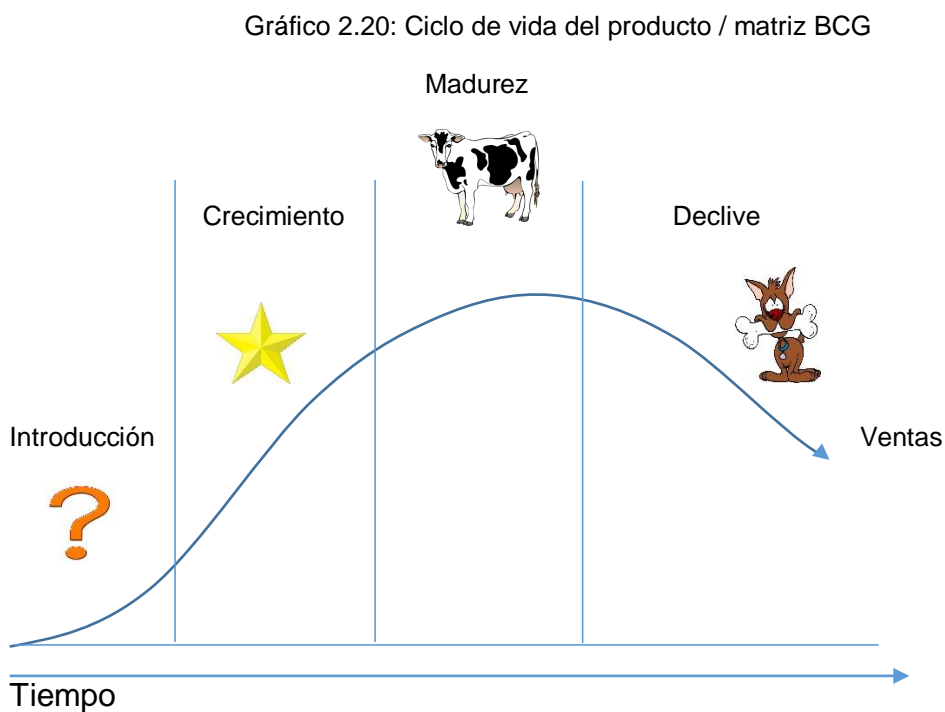 Gráfico 2.20: Ciclo de vida del producto / matriz BCG
Madurez
Crecimiento
Declive
Introducción
Ventas
Tiempo